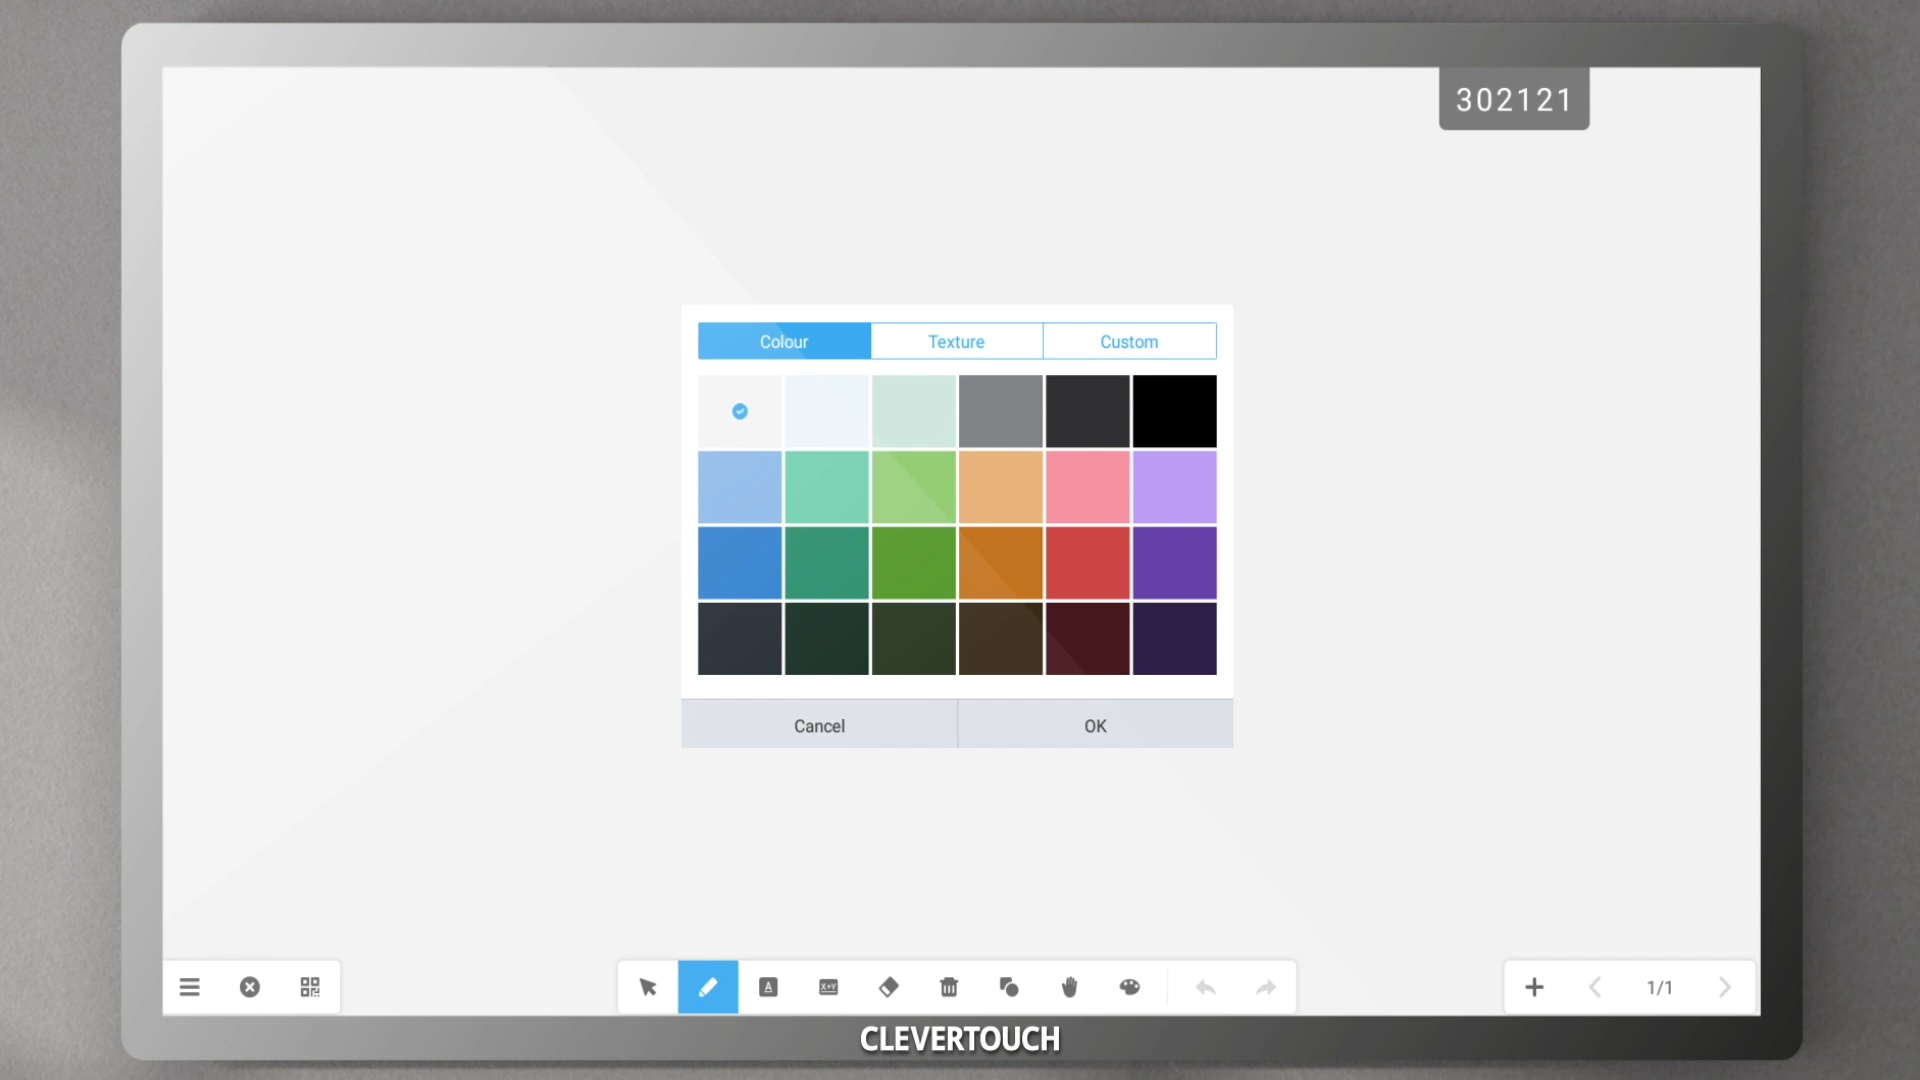 302121
Colour Texture Custom
Cancel OK
A X+Y 1/1
CLEVERTOUCH